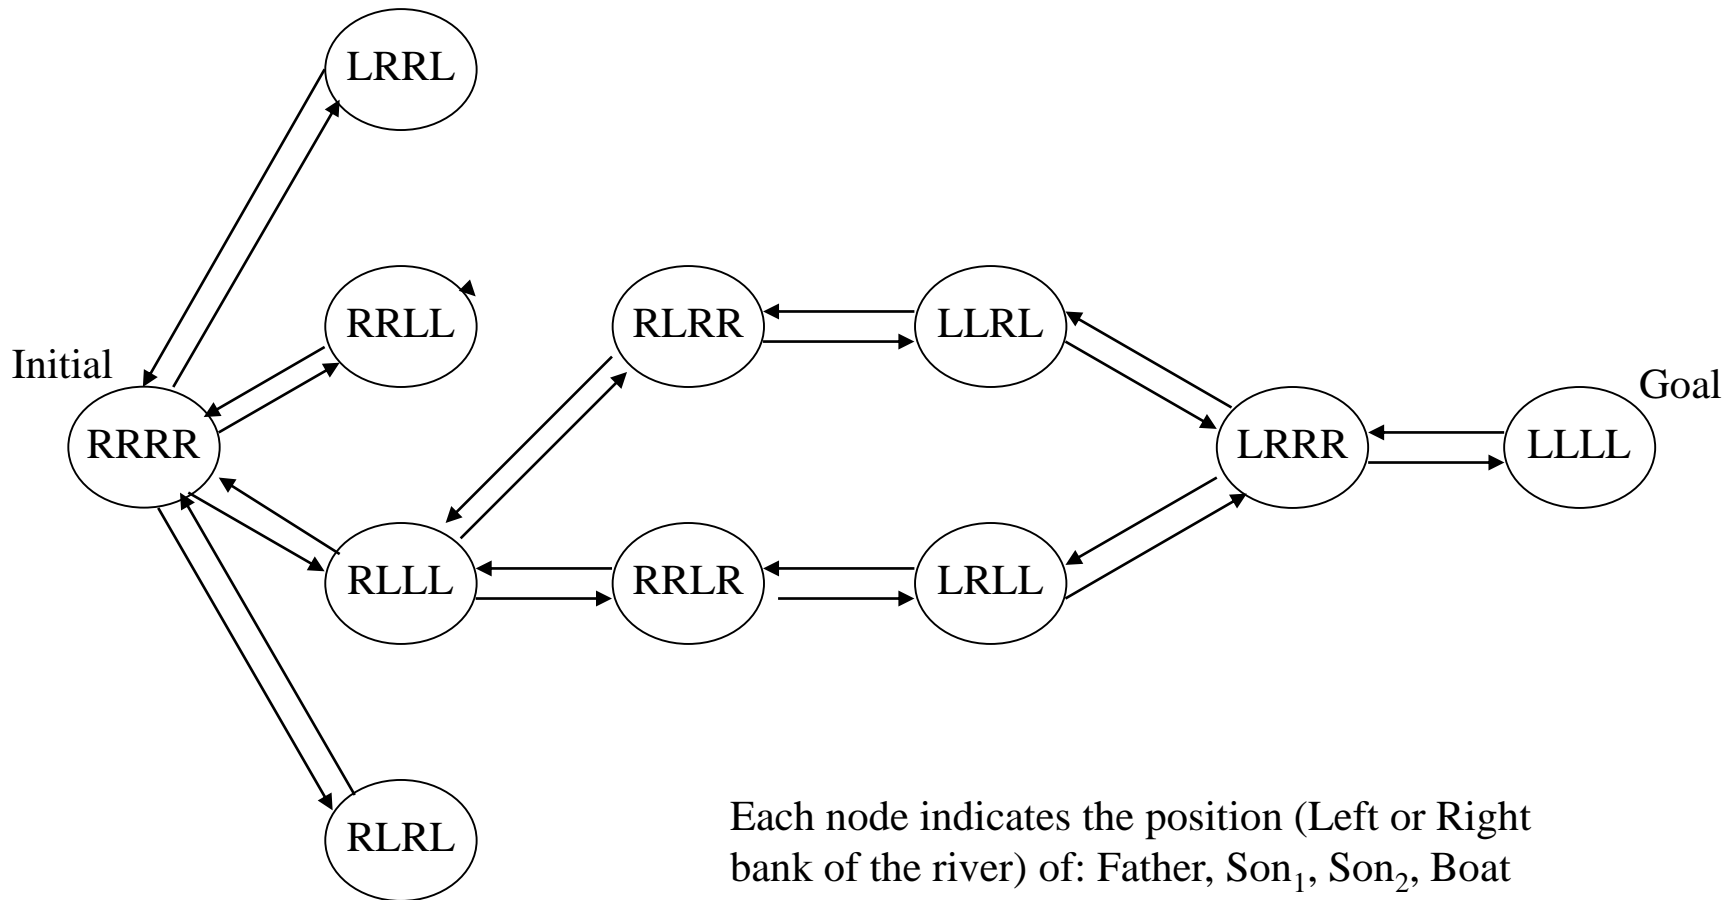 LRRL
RRLL
RLRR
LLRL
Initial
Goal
RRRR
LRRR
LLLL
RLLL
RRLR
LRLL
RLRL
Each node indicates the position (Left or Right
bank of the river) of: Father, Son₁, Son₂, Boat